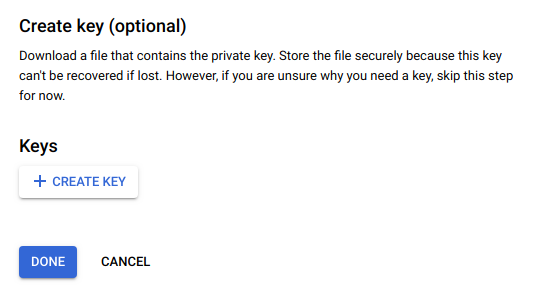 Create key (optional)
Download a file that contains the private key. Store the file securely because this key
can't be recovered if lost. However, if you are unsure why you need a key, skip this step
for now.
Keys
+ CREATE KEY
DONE CANCEL